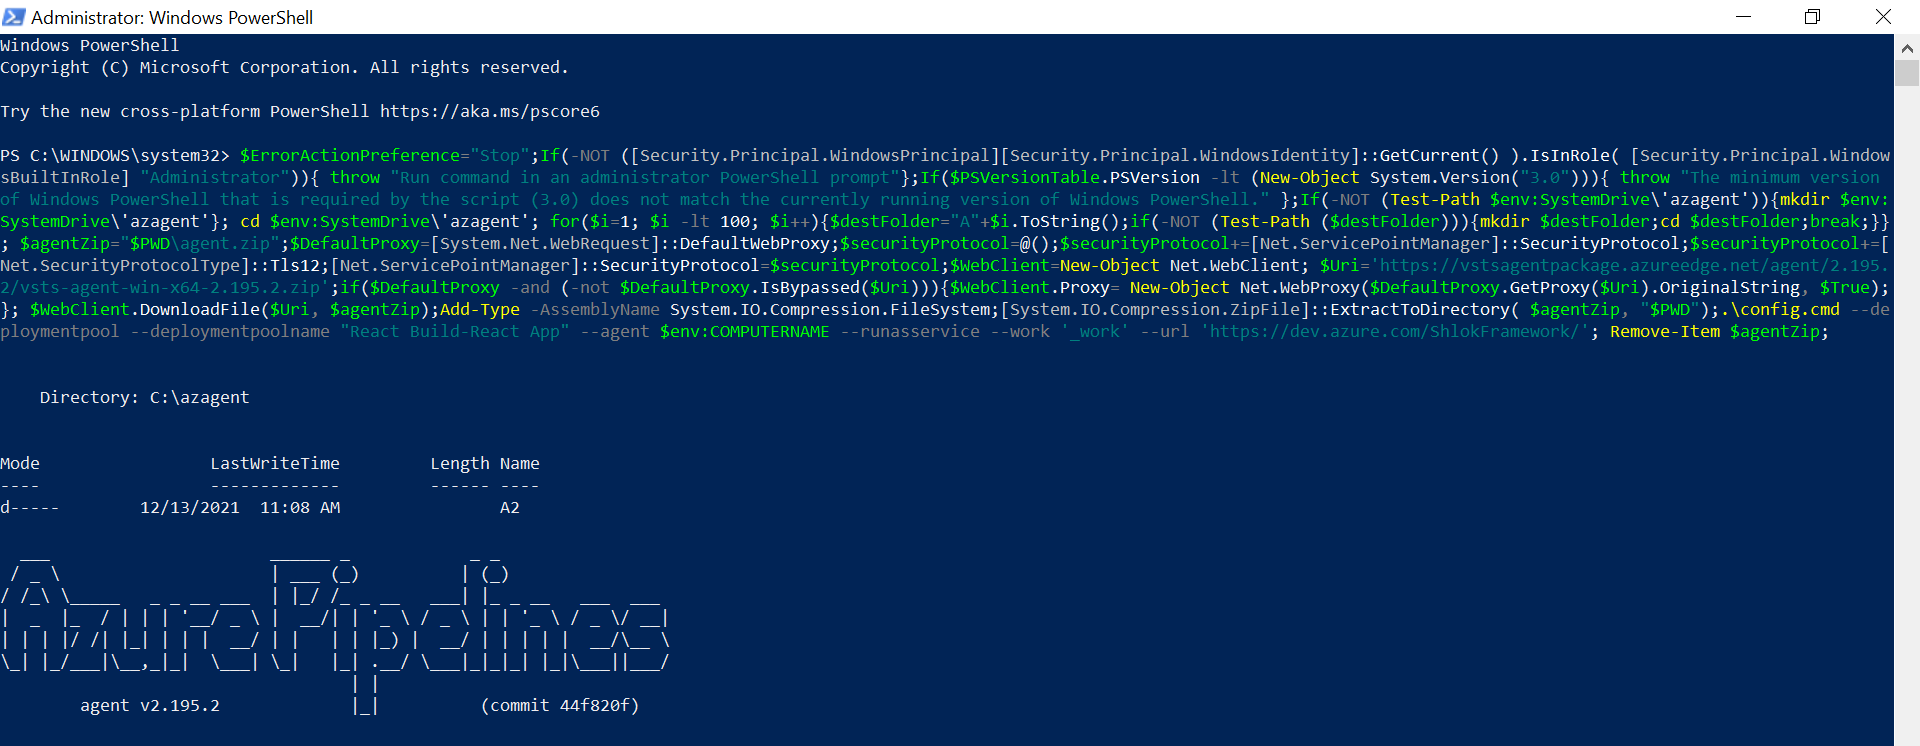 Administrator: Windows PowerShell
Windows PowerShell
Copyright (C) Microsoft Corporation. All rights reserved.
Try the new cross-platform PowerShell https://aka.ms/pscore6
PS C:\WINDOWS\system32> $ErrorActionPreference="Stop";If(-NOT ([Security.Principal.WindowsPrincipal][Security.Principal.WindowsIdentity]::GetCurrent() ).IsInRole( [Security.Principal.Window
sBuiltInRole] "Administrator")){ throw "Run command in an administrator PowerShell prompt"};If($PSVersionTable.PSVersion -lt (New-Object System.Version("3.0"))){ throw "The minimum version
of Windows PowerShell that is required by the script (3.0) does not match the currently running version of Windows PowerShell." };If(-NOT (Test-Path $env:SystemDrive\'azagent')){mkdir $env:
SystemDrive\'azagent'}; cd $env:SystemDrive\'azagent'; for($i=1; $i -lt 100; $i++){$destFolder="A"+$i.ToString();if(-NOT (Test-Path ($destFolder))){mkdir $destFolder;cd $destFolder;break;}}
; $agentZip="$PWD\agent.zip";$DefaultProxy=[System.Net.WebRequest]::DefaultWebProxy;$securityProtocol=@();$securityProtocol+=[Net.ServicePointManager]::SecurityProtocol;$securityProtocol+=[
Net.SecurityProtocolType]::Tls12;[Net.ServicePointManager]::SecurityProtocol=$securityProtocol;$WebClient=New-Object Net.WebClient; $Uri='https://vstsagentpackage.azureedge.net/agent/2.195.
2/vsts-agent-win-x64-2.195.2.zip';if($DefaultProxy -and (-not $DefaultProxy.IsBypassed($Uri))){$WebClient.Proxy= New-Object Net.WebProxy($DefaultProxy.GetProxy($Uri).OriginalString, $True);
}; $WebClient.DownloadFile($Uri, $agentZip);Add-Type -AssemblyName System.IO.Compression.FileSystem;[System.IO.Compression.ZipFile]::ExtractToDirectory( $agentZip, "$PWD");.\config.cmd --de
ploymentpool --deploymentpoolname "React Build-React App" --agent $env:COMPUTERNAME --runasservice --work '_work' --url 'https://dev.azure.com/ShlokFramework/'; Remove-Item $agentZip;
Directory: C:\azagent
Mode LastWriteTime Length Name
---- ------------- ------ ----
d----- 12/13/2021 11:08 AM A2
Azure Pipelines
agent v2.195.2 (commit 44f820f)